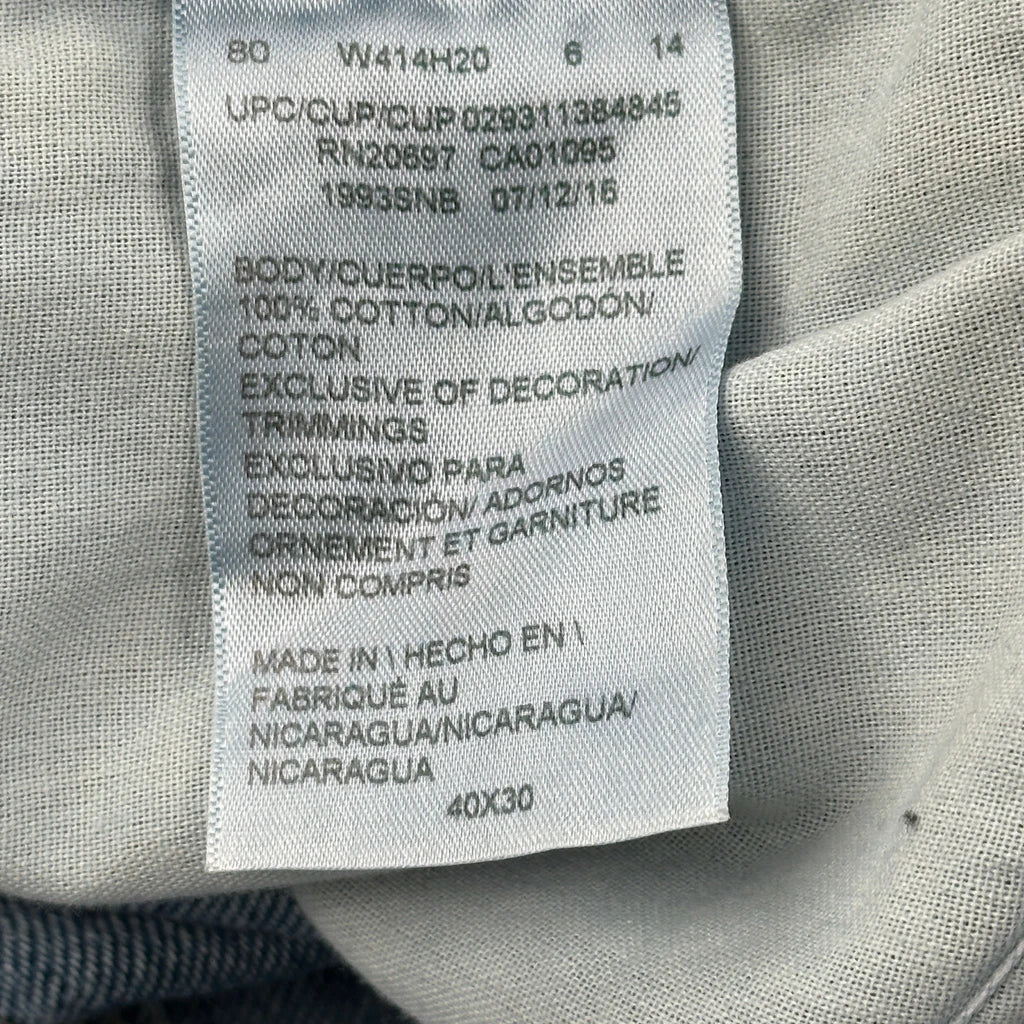 80 W414H20 6 14
UPC/CUP/CUP 029311384845
RN20697 CA01095
1993SNB 07/12/16
BODY/CUERPO/L'ENSEMBLE
100% COTTON/ALGODÓN/
COTON
EXCLUSIVE OF DECORATION/
TRIMMINGS
EXCLUSIVO PARA
DECORACIÓN/ ADORNOS
ORNEMENT ET GARNITURE
NON COMPRIS
MADE IN \ HECHO EN \
FABRIQUÉ AU
NICARAGUA/NICARAGUA/
NICARAGUA
40X30